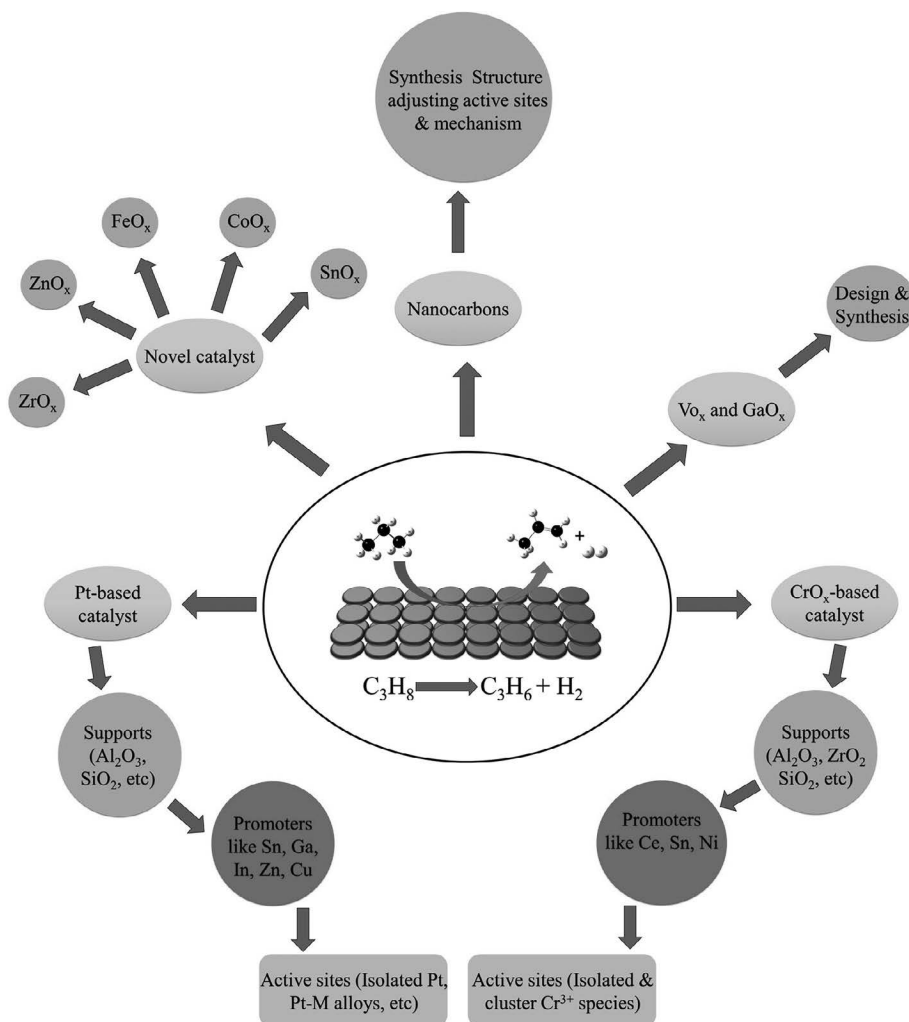 Synthesis Structure
adjusting active sites
& mechanism
FeOₓ
CoOₓ
ZnOₓ
SnOₓ
Novel catalyst
ZrOₓ
Nanocarbons
Design &
Synthesis
Voₓ and GaOₓ
+
C₃H₈ C₃H₆ + H₂
Pt-based
catalyst
Supports
(Al₂O₃,
SiO₂, etc)
Promoters
like Sn, Ga,
In, Zn, Cu
Active sites (Isolated Pt,
Pt-M alloys, etc)
CrOₓ-based
catalyst
Supports
(Al₂O₃, ZrO₂
SiO₂, etc)
Promoters
like Ce, Sn, Ni
Active sites (Isolated &
cluster Cr³⁺ species)